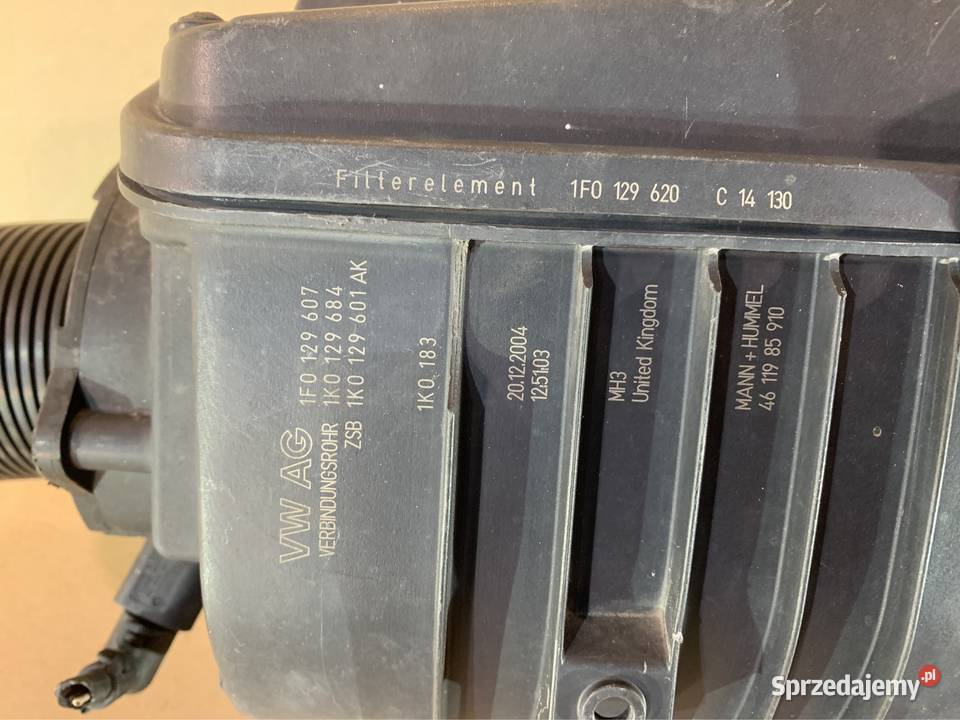 Filterelement 1F0 129 620 C 14 130
VW AG 1F0 129 607
VERBINDUNGSROHR 1K0 129 684
ZSB 1K0 129 601 AK
1K0.183
20.12.2004
12:51:03
MH3
United Kingdom
MANN + HUMMEL
46 119 85 910
Sprzedajemy.pl